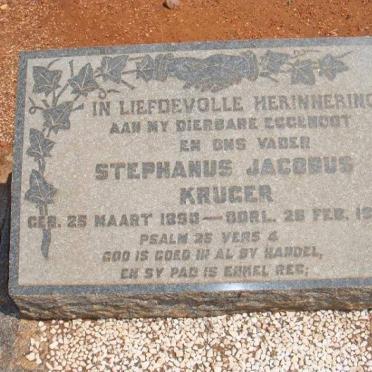 IN LIEFDEVOLLE HERINNERING
AAN MY DIERBARE EGGENOOT
EN ONS VADER
STEPHANUS JACOBUS
KRUGER
GEB. 25 MAART — OORL. 26 FEB.
PSALM 25 VERS 4
GOD IS GOED IN AL SY HANDEL,
EN SY PAD IS ENKEL REG;